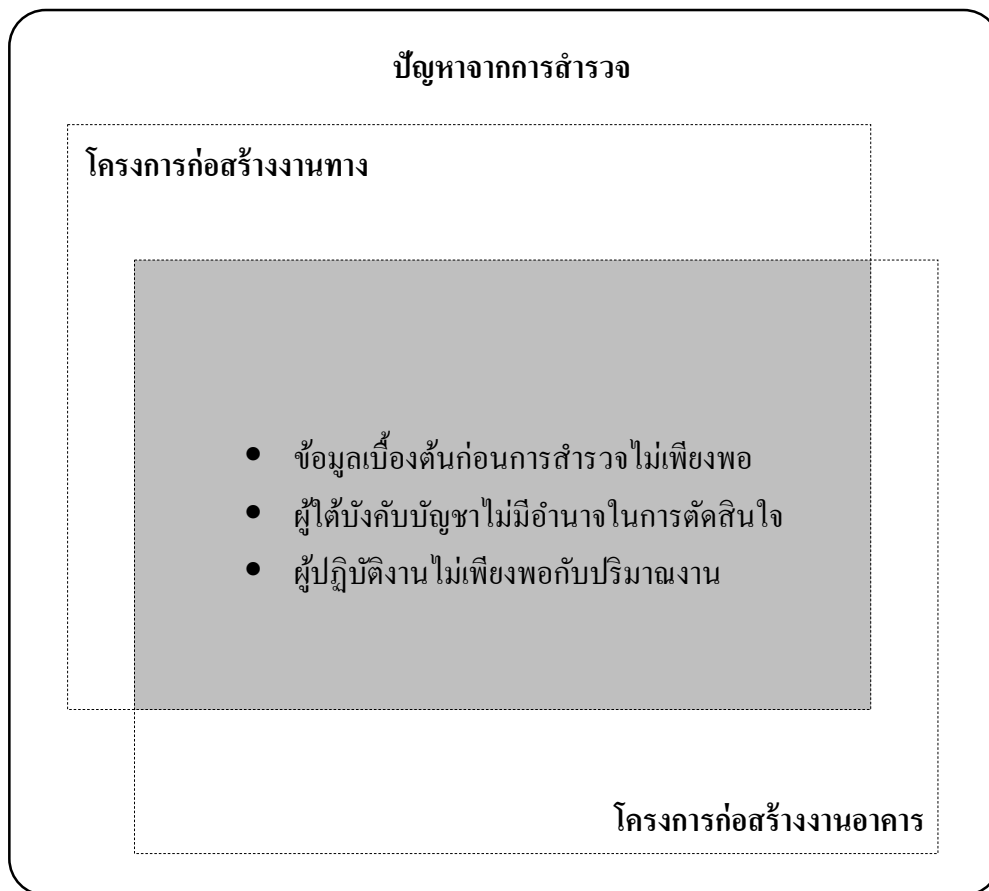 ปัญหาจากการสำรวจ
โครงการก่อสร้างงานทาง
• ข้อมูลเบื้องต้นก่อนการสำรวจไม่เพียงพอ
• ผู้ใต้บังคับบัญชาไม่มีอำนาจในการตัดสินใจ
• ผู้ปฏิบัติงานไม่เพียงพอกับปริมาณงาน
โครงการก่อสร้างงานอาคาร